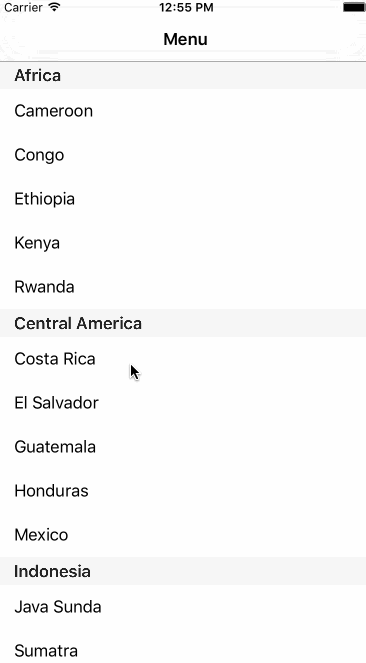 Carrier 12:55 PM
Menu
Africa
Cameroon
Congo
Ethiopia
Kenya
Rwanda
Central America
Costa Rica
El Salvador
Guatemala
Honduras
Mexico
Indonesia
Java Sunda
Sumatra